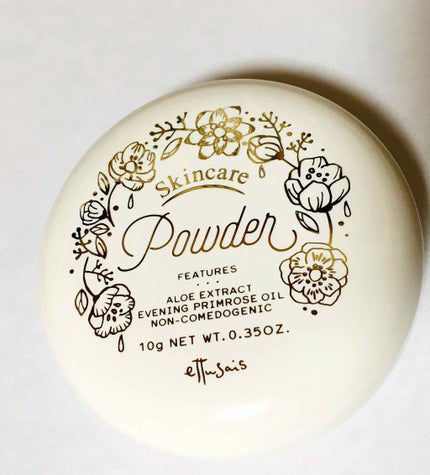 Skincare
Powder
FEATURES
...
ALOE EXTRACT
EVENING PRIMROSE OIL
NON-COMEDOGENIC
10g NET WT. 0.35OZ.
ettusais